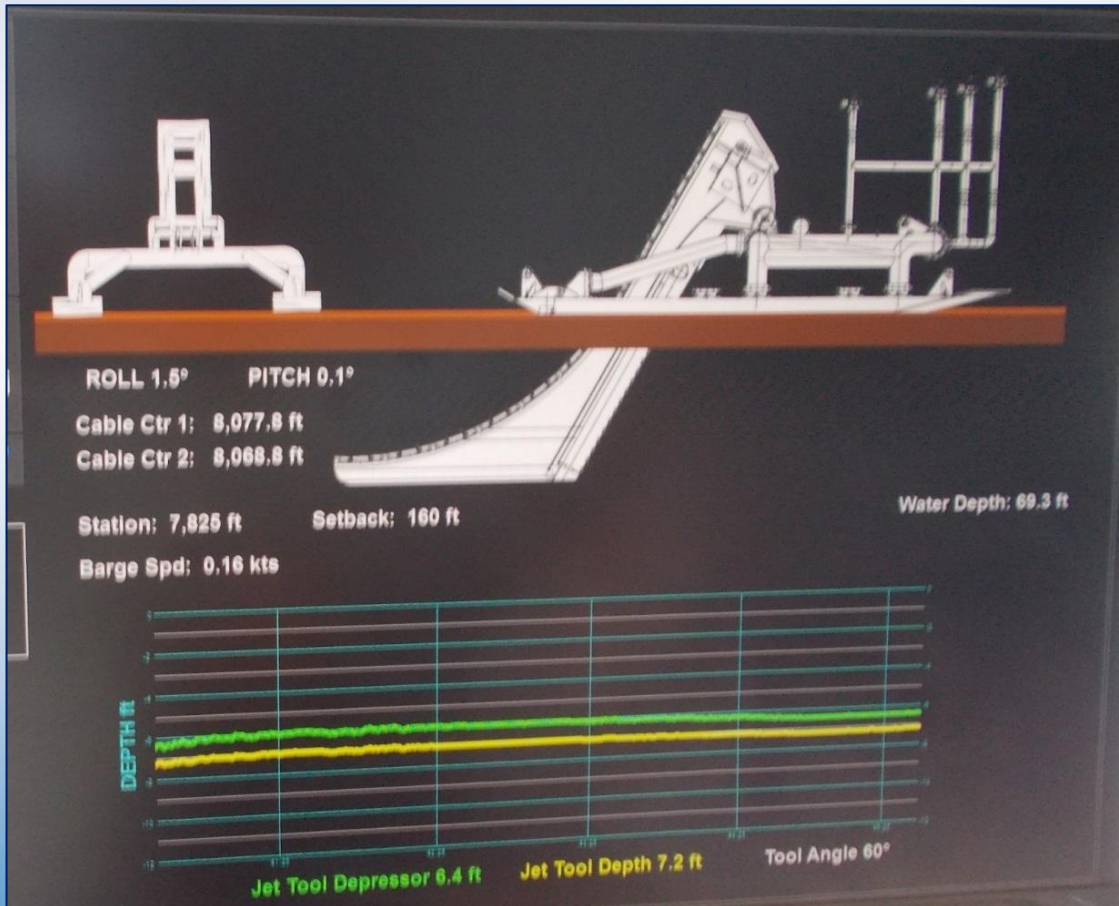 ROLL 1.5° PITCH 0.1°
Cable Ctr 1: 8,077.8 ft
Cable Ctr 2: 8,068.8 ft
Station: 7,825 ft Setback: 160 ft
Water Depth: 69.3 ft
Barge Spd: 0.16 kts
DEPTH ft
Jet Tool Depressor 6.4 ft Jet Tool Depth 7.2 ft Tool Angle 60°